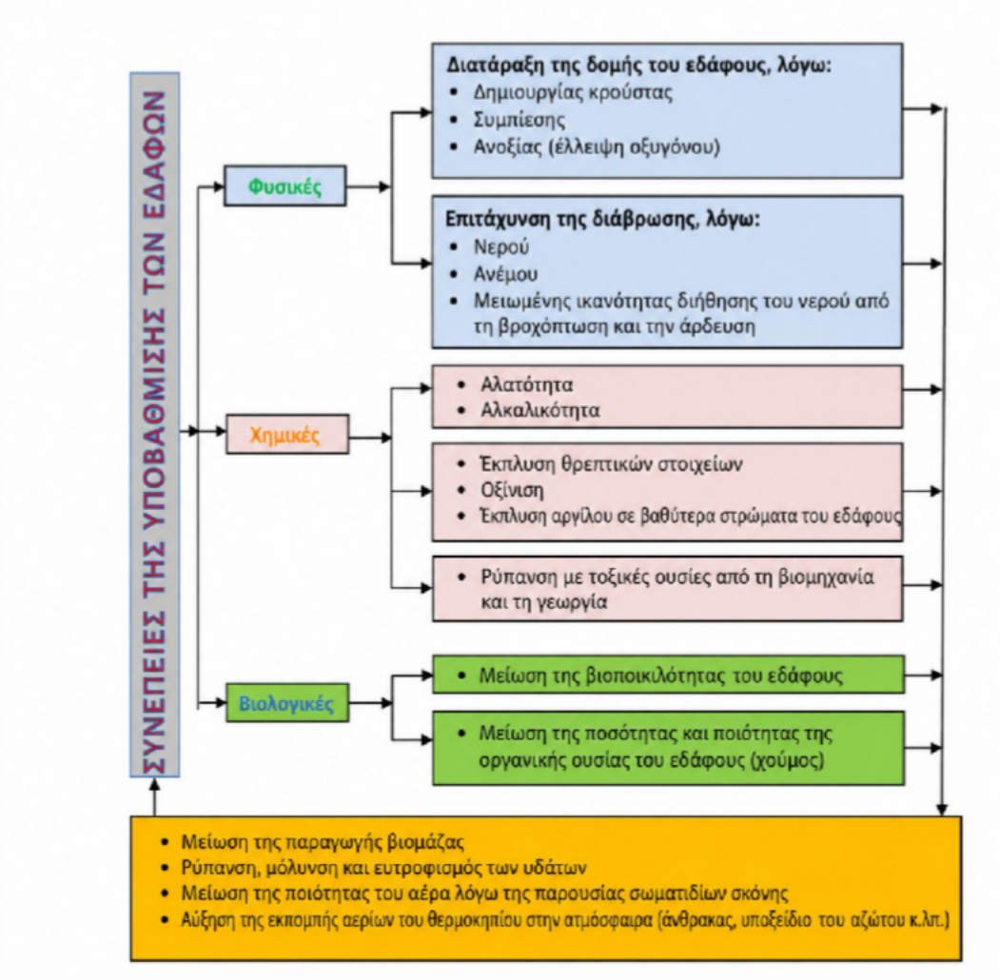 ΣΥΝΕΠΕΙΕΣ ΤΗΣ ΥΠΟΒΑΘΜΙΣΗΣ ΤΩΝ ΕΔΑΦΩΝ
Φυσικές
Διατάραξη της δομής του εδάφους, λόγω:
• Δημιουργίας κρούστας
• Συμπίεσης
• Ανοξίας (έλλειψη οξυγόνου)
Επιτάχυνση της διάβρωσης, λόγω:
• Νερού
• Ανέμου
• Μειωμένης ικανότητας διήθησης του νερού από
τη βροχόπτωση και την άρδευση
Χημικές
• Αλατότητα
• Αλκαλικότητα
• Έκπλυση θρεπτικών στοιχείων
• Οξίνιση
• Έκπλυση αργίλου σε βαθύτερα στρώματα του εδάφους
• Ρύπανση με τοξικές ουσίες από τη βιομηχανία
και τη γεωργία
Βιολογικές
• Μείωση της βιοποικιλότητας του εδάφους
• Μείωση της ποσότητας και ποιότητας της
οργανικής ουσίας του εδάφους (χούμος)
• Μείωση της παραγωγής βιομάζας
• Ρύπανση, μόλυνση και ευτροφισμός των υδάτων
• Μείωση της ποιότητας του αέρα λόγω της παρουσίας σωματιδίων σκόνης
• Αύξηση της εκπομπής αερίων του θερμοκηπίου στην ατμόσφαιρα (άνθρακας, υποξείδιο του αζώτου κ.λπ.)